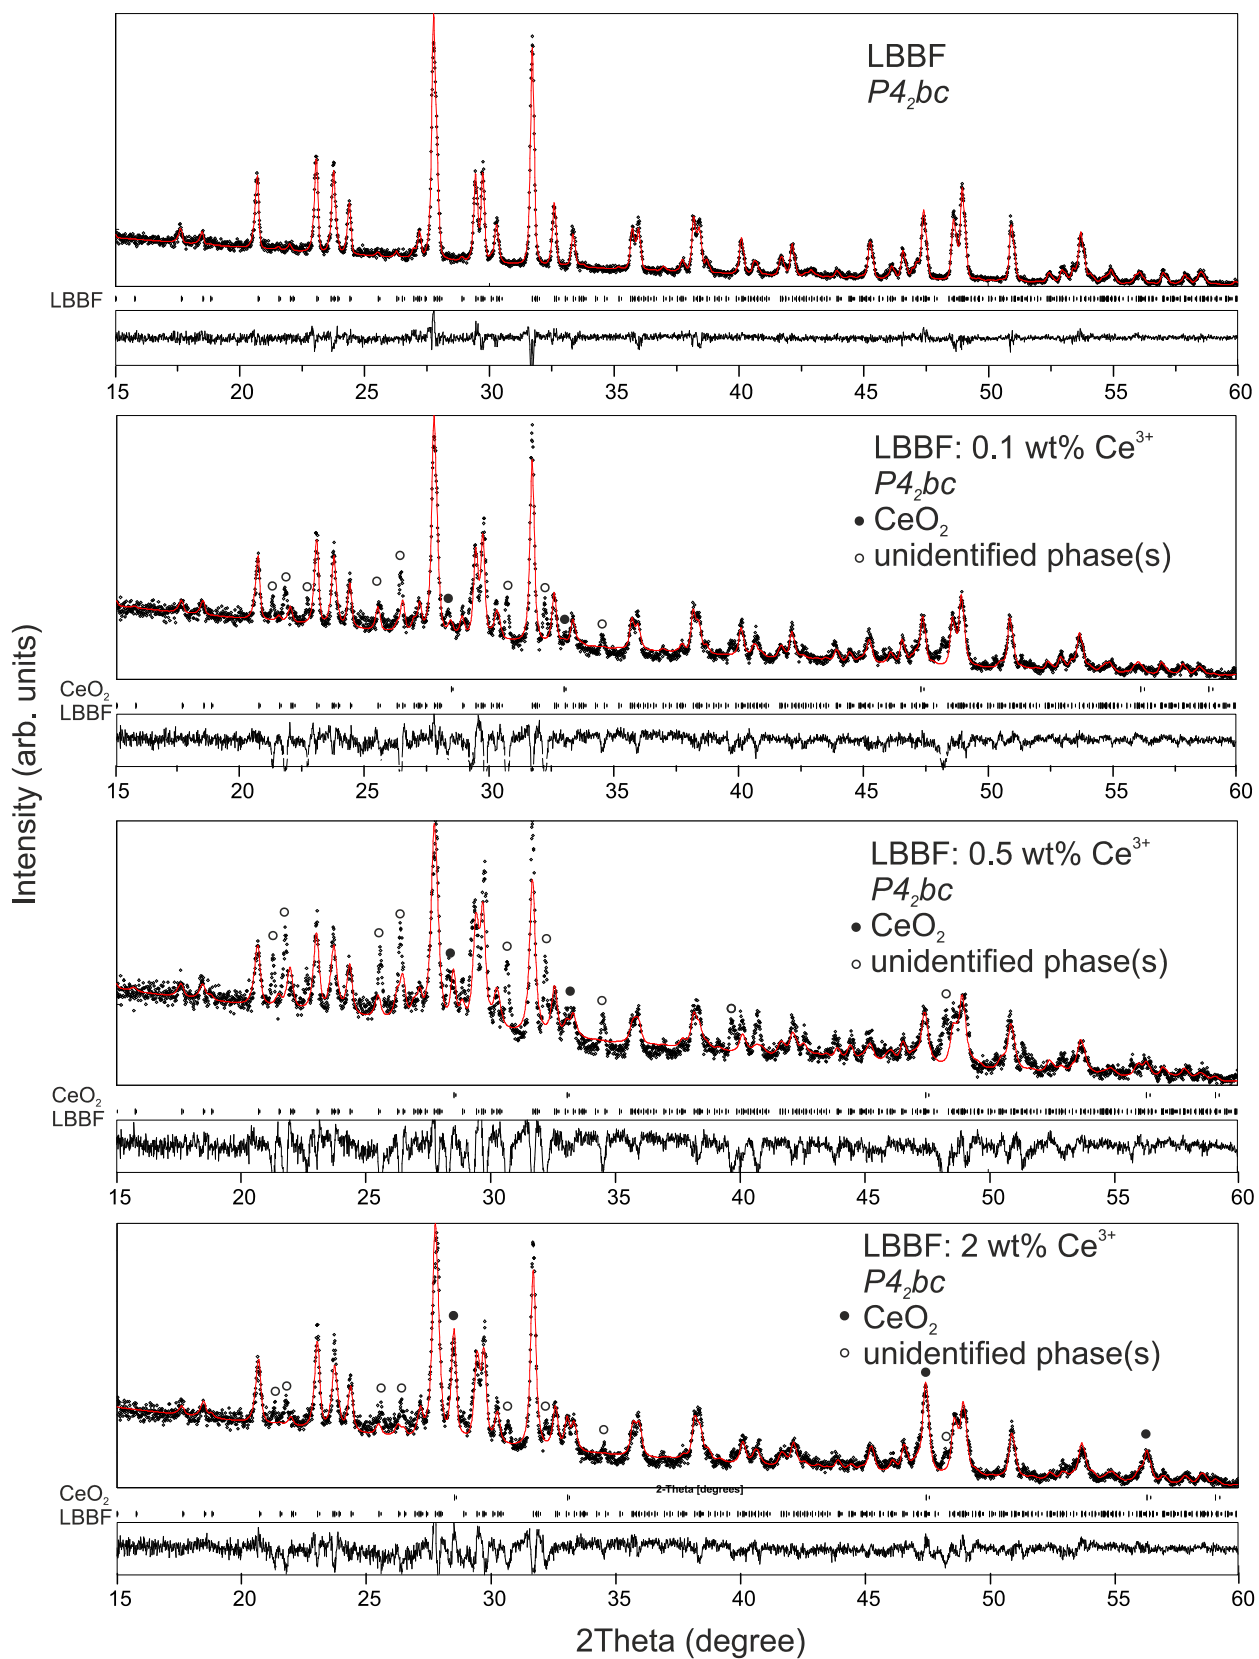 LBBF
P4₂bc
LBBF
15 20 25 30 35 40 45 50 55 60
LBBF: 0.1 wt% Ce³⁺
P4₂bc
● CeO₂
○ unidentified phase(s)
CeO₂
LBBF
15 20 25 30 35 40 45 50 55 60
Intensity (arb. units)
LBBF: 0.5 wt% Ce³⁺
P4₂bc
● CeO₂
○ unidentified phase(s)
CeO₂
LBBF
15 20 25 30 35 40 45 50 55 60
LBBF: 2 wt% Ce³⁺
P4₂bc
● CeO₂
○ unidentified phase(s)
2-Theta [degrees]
CeO₂
LBBF
15 20 25 30 35 40 45 50 55 60
2Theta (degree)